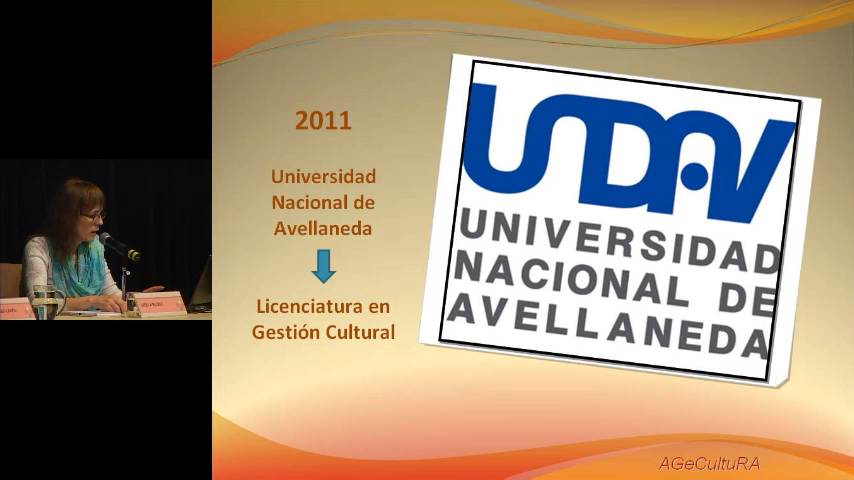 2011
Universidad
Nacional de
Avellaneda
Licenciatura en
Gestión Cultural
UNDAV
UNIVERSIDAD
NACIONAL DE
AVELLANEDA
AGeCultuRA